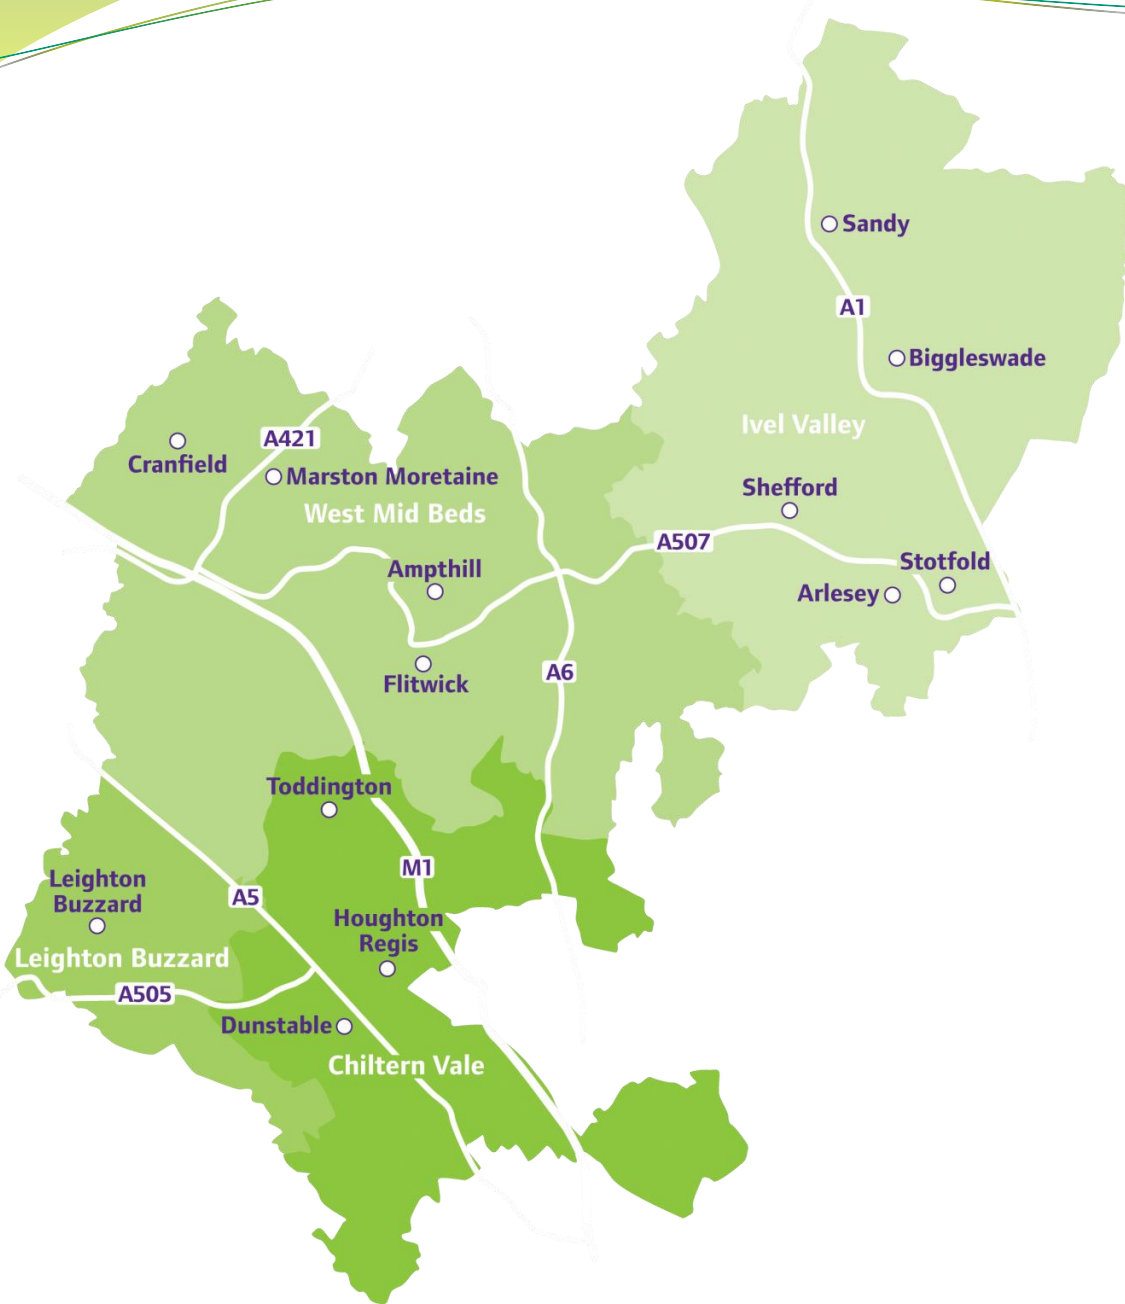 Sandy
A1
Biggleswade
Ivel Valley
A421
Cranfield
Marston Moretaine
Shefford
West Mid Beds
A507
Stotfold
Ampthill
Arlesey
A6
Flitwick
Toddington
M1
Leighton
Buzzard
A5
Houghton
Regis
Leighton Buzzard
A505
Dunstable
Chiltern Vale